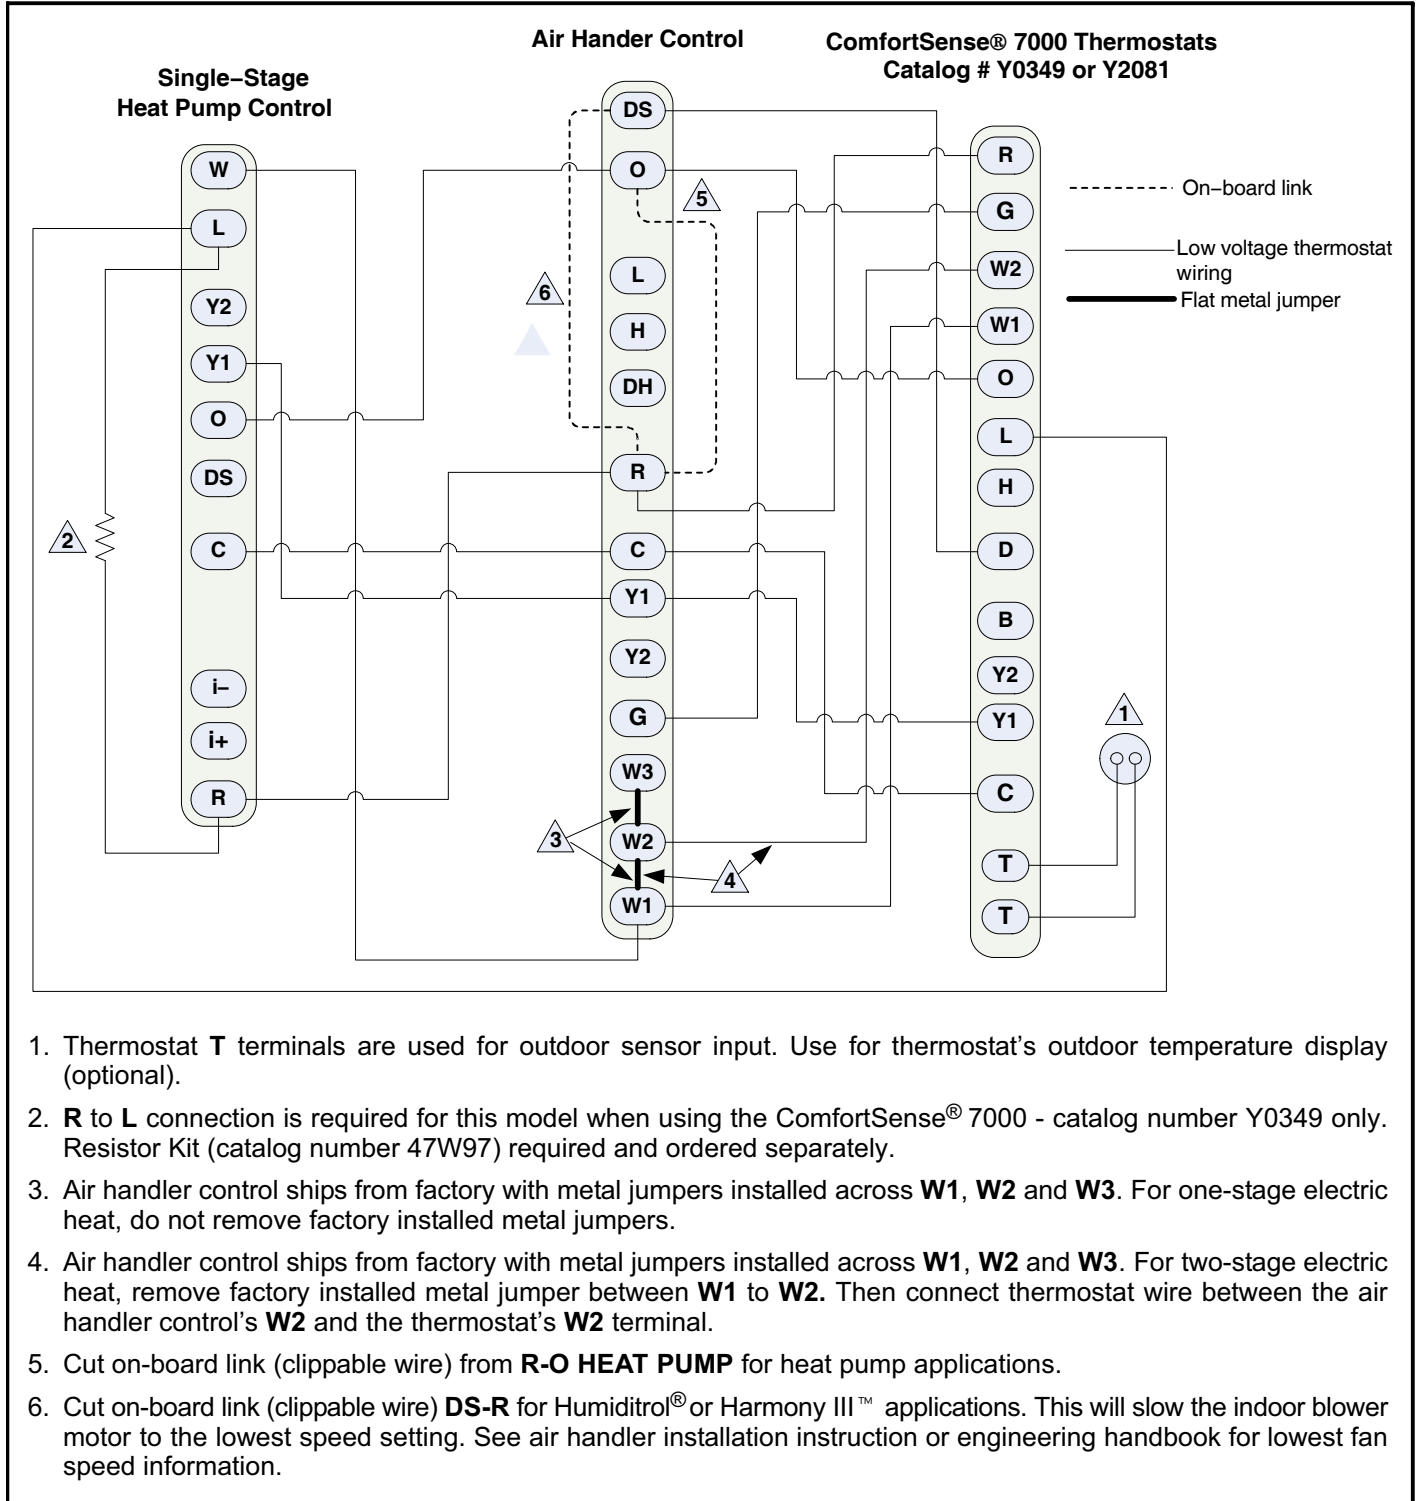 Air Hander Control
ComfortSense® 7000 Thermostats
Catalog # Y0349 or Y2081
Single−Stage
Heat Pump Control
W
L
Y2
Y1
O
DS
C
i−
i+
R
2
DS
O
L
H
DH
R
C
Y1
Y2
G
W3
W2
W1
5
6
3
4
R
G
W2
W1
O
L
H
D
B
Y2
Y1
C
T
T
1
On−board link
Low voltage thermostat
wiring
Flat metal jumper
1. Thermostat T terminals are used for outdoor sensor input. Use for thermostat's outdoor temperature display
(optional).
2. R to L connection is required for this model when using the ComfortSense® 7000 - catalog number Y0349 only.
Resistor Kit (catalog number 47W97) required and ordered separately.
3. Air handler control ships from factory with metal jumpers installed across W1, W2 and W3. For one-stage electric
heat, do not remove factory installed metal jumpers.
4. Air handler control ships from factory with metal jumpers installed across W1, W2 and W3. For two-stage electric
heat, remove factory installed metal jumper between W1 to W2. Then connect thermostat wire between the air
handler control's W2 and the thermostat's W2 terminal.
5. Cut on-board link (clippable wire) from R-O HEAT PUMP for heat pump applications.
6. Cut on-board link (clippable wire) DS-R for Humiditrol® or Harmony III™ applications. This will slow the indoor blower
motor to the lowest speed setting. See air handler installation instruction or engineering handbook for lowest fan
speed information.